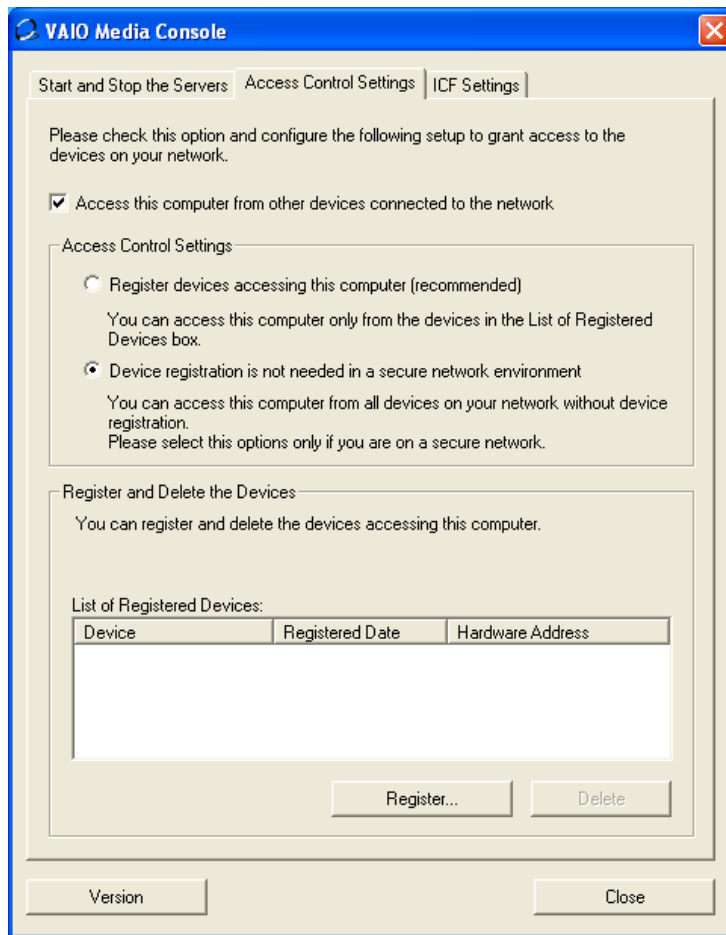 VAIO Media Console
Start and Stop the Servers
Access Control Settings
ICF Settings
Please check this option and configure the following setup to grant access to the
devices on your network.
Access this computer from other devices connected to the network
Access Control Settings
Register devices accessing this computer (recommended)
You can access this computer only from the devices in the List of Registered
Devices box.
Device registration is not needed in a secure network environment
You can access this computer from all devices on your network without device
registration.
Please select this options only if you are on a secure network.
Register and Delete the Devices
You can register and delete the devices accessing this computer.
List of Registered Devices:
Device
Registered Date
Hardware Address
Register...
Delete
Version
Close